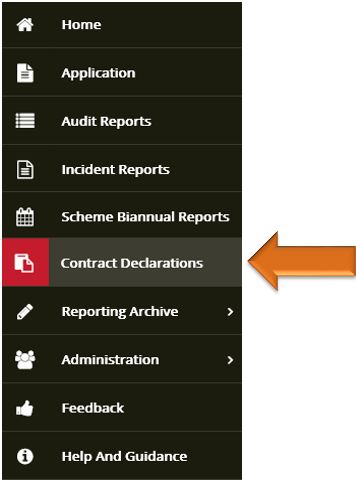 Home
Application
Audit Reports
Incident Reports
Scheme Biannual Reports
Contract Declarations
Reporting Archive
Administration
Feedback
Help And Guidance